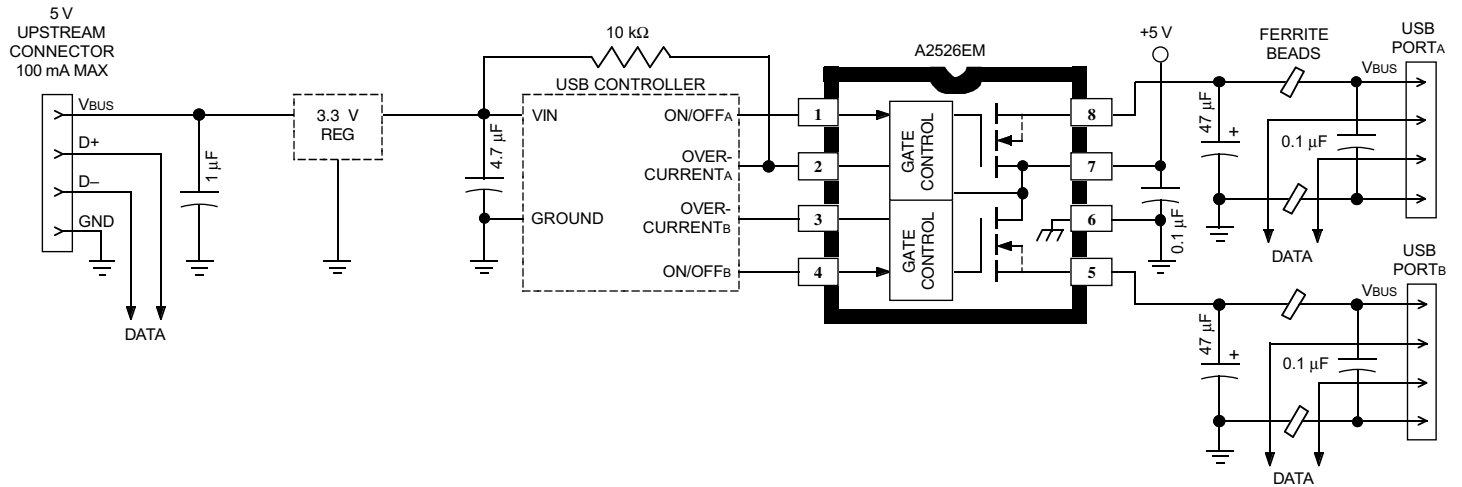 5 V
UPSTREAM
CONNECTOR
100 mA MAX
VBUS
D+
D–
GND
DATA
1 µF
3.3 V
REG
4.7 µF
10 kΩ
USB CONTROLLER
VIN
GROUND
ON/OFFA
OVER-
CURRENTA
OVER-
CURRENTB
ON/OFFB
A2526EM
1
2
3
4
GATE
CONTROL
GATE
CONTROL
8
7
6
5
+5 V
0.1 µF
FERRITE
BEADS
USB
PORTA
VBUS
47 µF
+
0.1 µF
DATA
USB
PORTB
VBUS
47 µF
+
0.1 µF
DATA